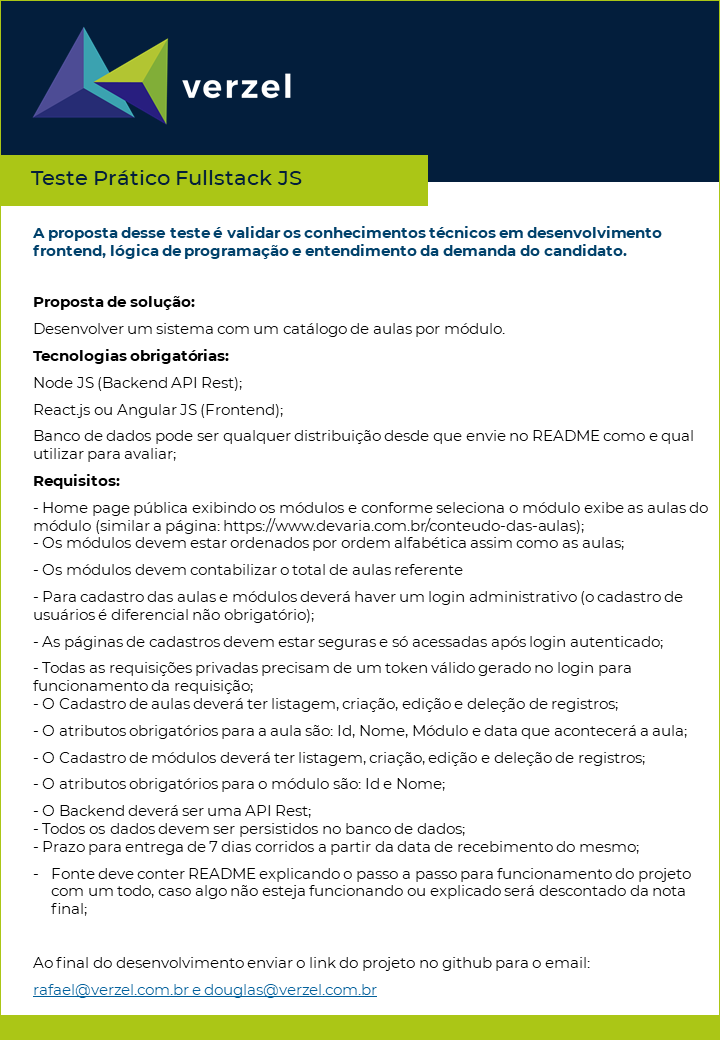 verzel
Teste Prático Fullstack JS
A proposta desse teste é validar os conhecimentos técnicos em desenvolvimento
frontend, lógica de programação e entendimento da demanda do candidato.
Proposta de solução:
Desenvolver um sistema com um catálogo de aulas por módulo.
Tecnologias obrigatórias:
Node JS (Backend API Rest);
React.js ou Angular JS (Frontend);
Banco de dados pode ser qualquer distribuição desde que envie no README como e qual
utilizar para avaliar;
Requisitos:
- Home page pública exibindo os módulos e conforme seleciona o módulo exibe as aulas do
módulo (similar a página: https://www.devaria.com.br/conteudo-das-aulas);
- Os módulos devem estar ordenados por ordem alfabética assim como as aulas;
- Os módulos devem contabilizar o total de aulas referente
- Para cadastro das aulas e módulos deverá haver um login administrativo (o cadastro de
usuários é diferencial não obrigatório);
- As páginas de cadastros devem estar seguras e só acessadas após login autenticado;
- Todas as requisições privadas precisam de um token válido gerado no login para
funcionamento da requisição;
- O Cadastro de aulas deverá ter listagem, criação, edição e deleção de registros;
- O atributos obrigatórios para a aula são: Id, Nome, Módulo e data que acontecerá a aula;
- O Cadastro de módulos deverá ter listagem, criação, edição e deleção de registros;
- O atributos obrigatórios para o módulo são: Id e Nome;
- O Backend deverá ser uma API Rest;
- Todos os dados devem ser persistidos no banco de dados;
- Prazo para entrega de 7 dias corridos a partir da data de recebimento do mesmo;
- Fonte deve conter README explicando o passo a passo para funcionamento do projeto
com um todo, caso algo não esteja funcionando ou explicado será descontado da nota
final;
Ao final do desenvolvimento enviar o link do projeto no github para o email:
rafael@verzel.com.br e douglas@verzel.com.br